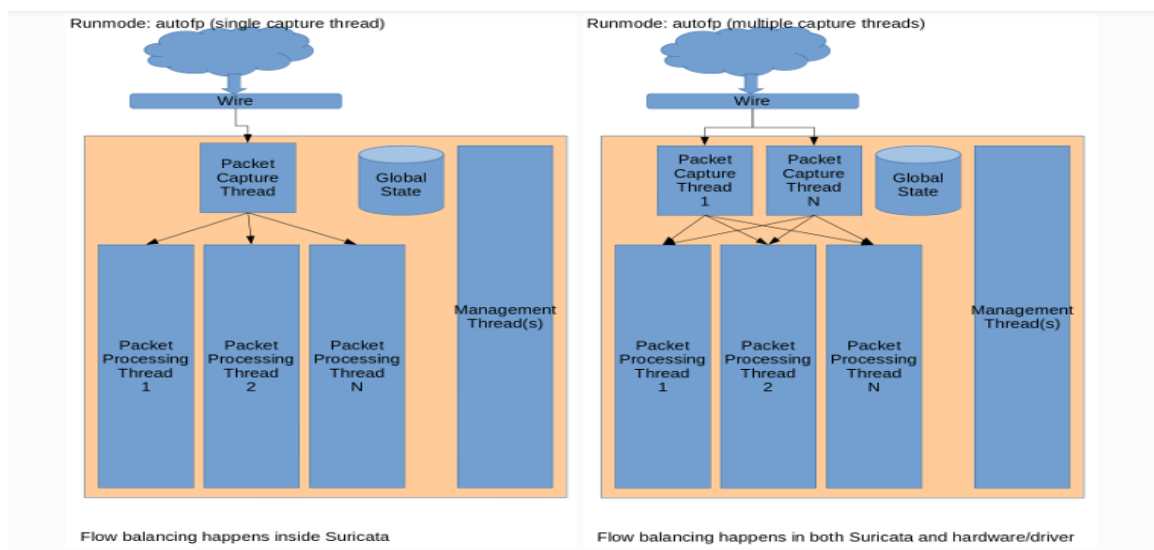 Runmode: autofp (single capture thread)
Wire
Packet
Capture
Thread
Global
State
Management
Thread(s)
Packet
Processing
Thread
1
Packet
Processing
Thread
2
Packet
Processing
Thread
N
Flow balancing happens inside Suricata
Runmode: autofp (multiple capture threads)
Wire
Packet
Capture
Thread
1
Packet
Capture
Thread
N
Global
State
Management
Thread(s)
Packet
Processing
Thread
1
Packet
Processing
Thread
2
Packet
Processing
Thread
N
Flow balancing happens in both Suricata and hardware/driver